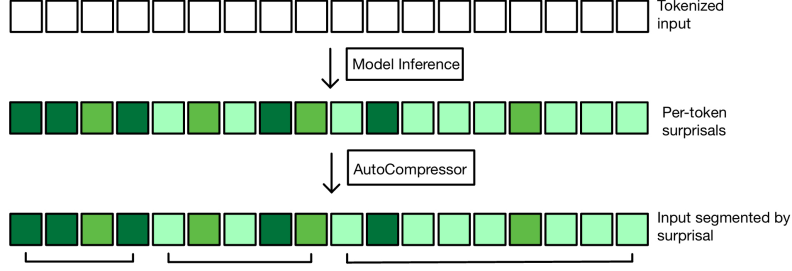 Tokenized
input
Model Inference
Per-token
surprisals
AutoCompressor
Input segmented by
surprisal